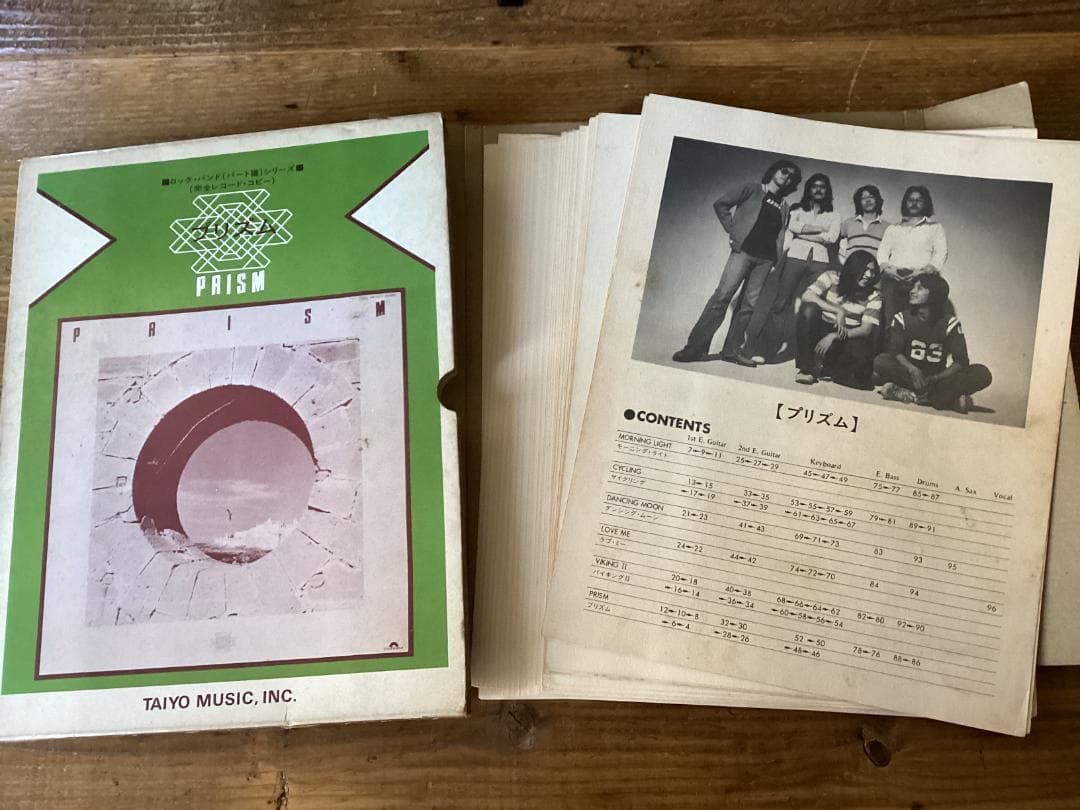 ■ロック・バンド(パート譜)シリーズ■
(完全レコード・コピー)
プリズム
PRISM
P R I S M
TAIYO MUSIC, INC.
63
【プリズム】
●CONTENTS
1st E. Guitar 2nd E. Guitar Keyboard E. Bass Drums A. Sax Vocal
MORNING LIGHT 7-9-11 25-27-29 45-47-49 75-77 85-87
モーニング・ライト
CYCLING 13-15 33-35 53-55-57-59 79-81 89-91
サイクリング -17-19 -37-39 -61-63-65-67
DANCING MOON 21-23 41-43 69-71-73 83 93 95
ダンシング・ムーン
LOVE ME 24-22 44-42 74-72-70 84 94 96
ラブ・ミー
VIKING II 20-18 40-38 68-66-64-62 82-80 92-90
バイキングII -16-14 -36-34 -60-58-56-54
PRISM 12-10-8 32-30 52-50 78-76 88-86
プリズム -6-4 -28-26 -48-46